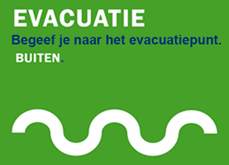 EVACUATIE
Begeef je naar het evacuatiepunt.
BUITEN.